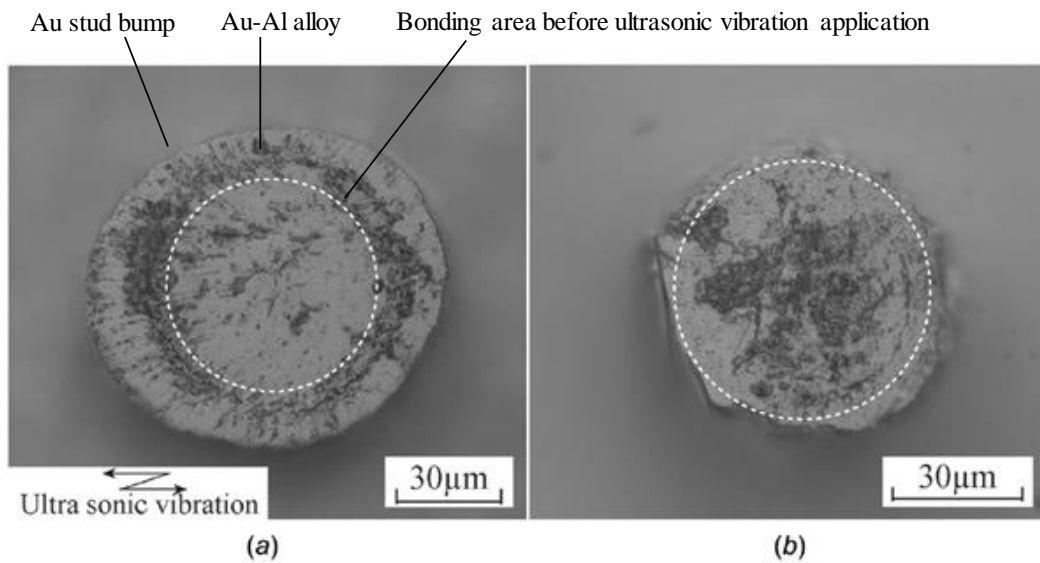 Au stud bump
Au-Al alloy
Bonding area before ultrasonic vibration application
Ultra sonic vibration
30μm
30μm
(a)
(b)